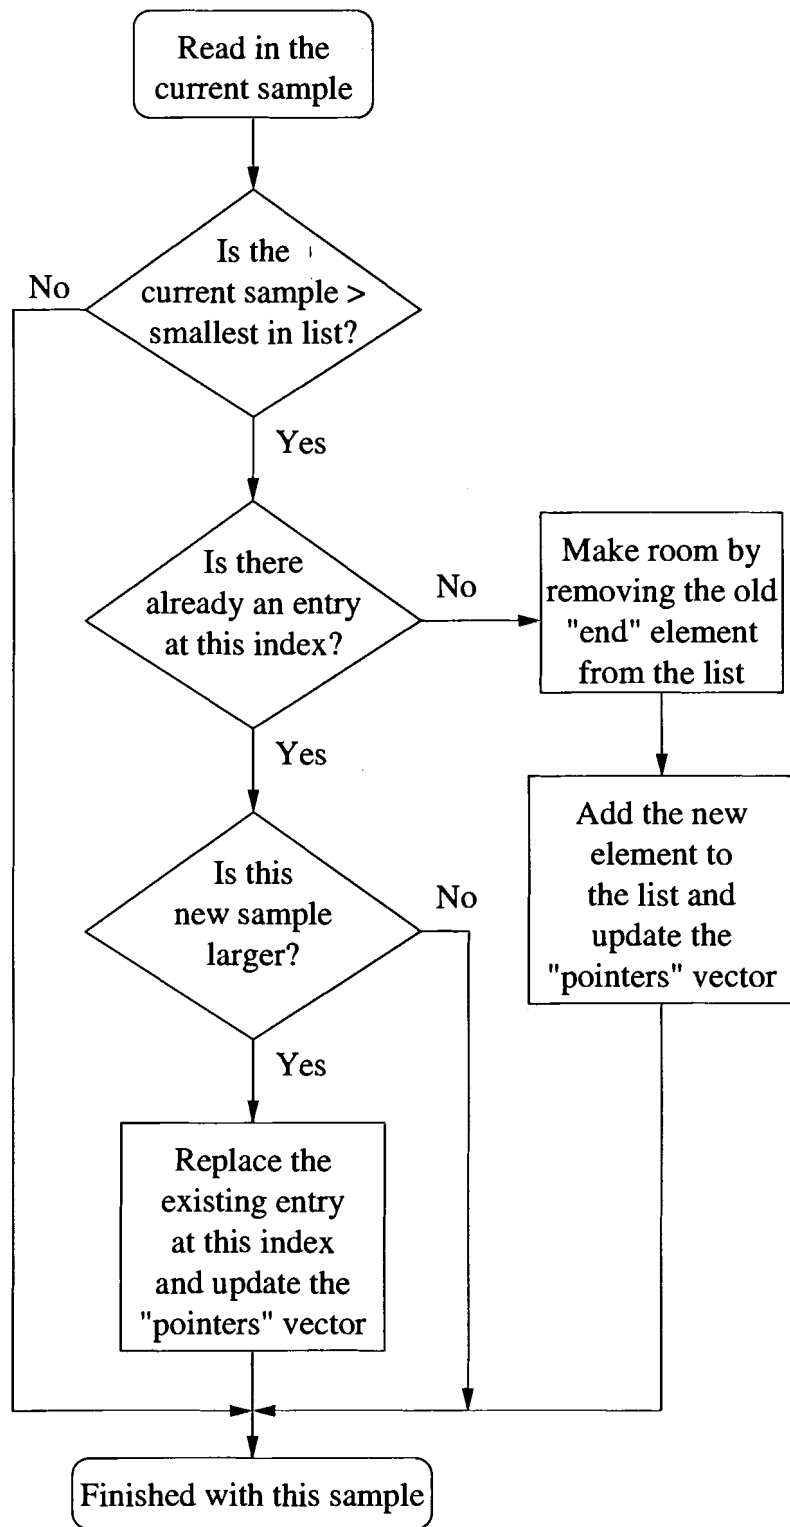 Read in the
current sample
Is the
current sample >
smallest in list?
No
Yes
Is there
already an entry
at this index?
No
Make room by
removing the old
"end" element
from the list
Yes
Add the new
element to
the list and
update the
"pointers" vector
Is this
new sample
larger?
No
Yes
Replace the
existing entry
at this index
and update the
"pointers" vector
Finished with this sample